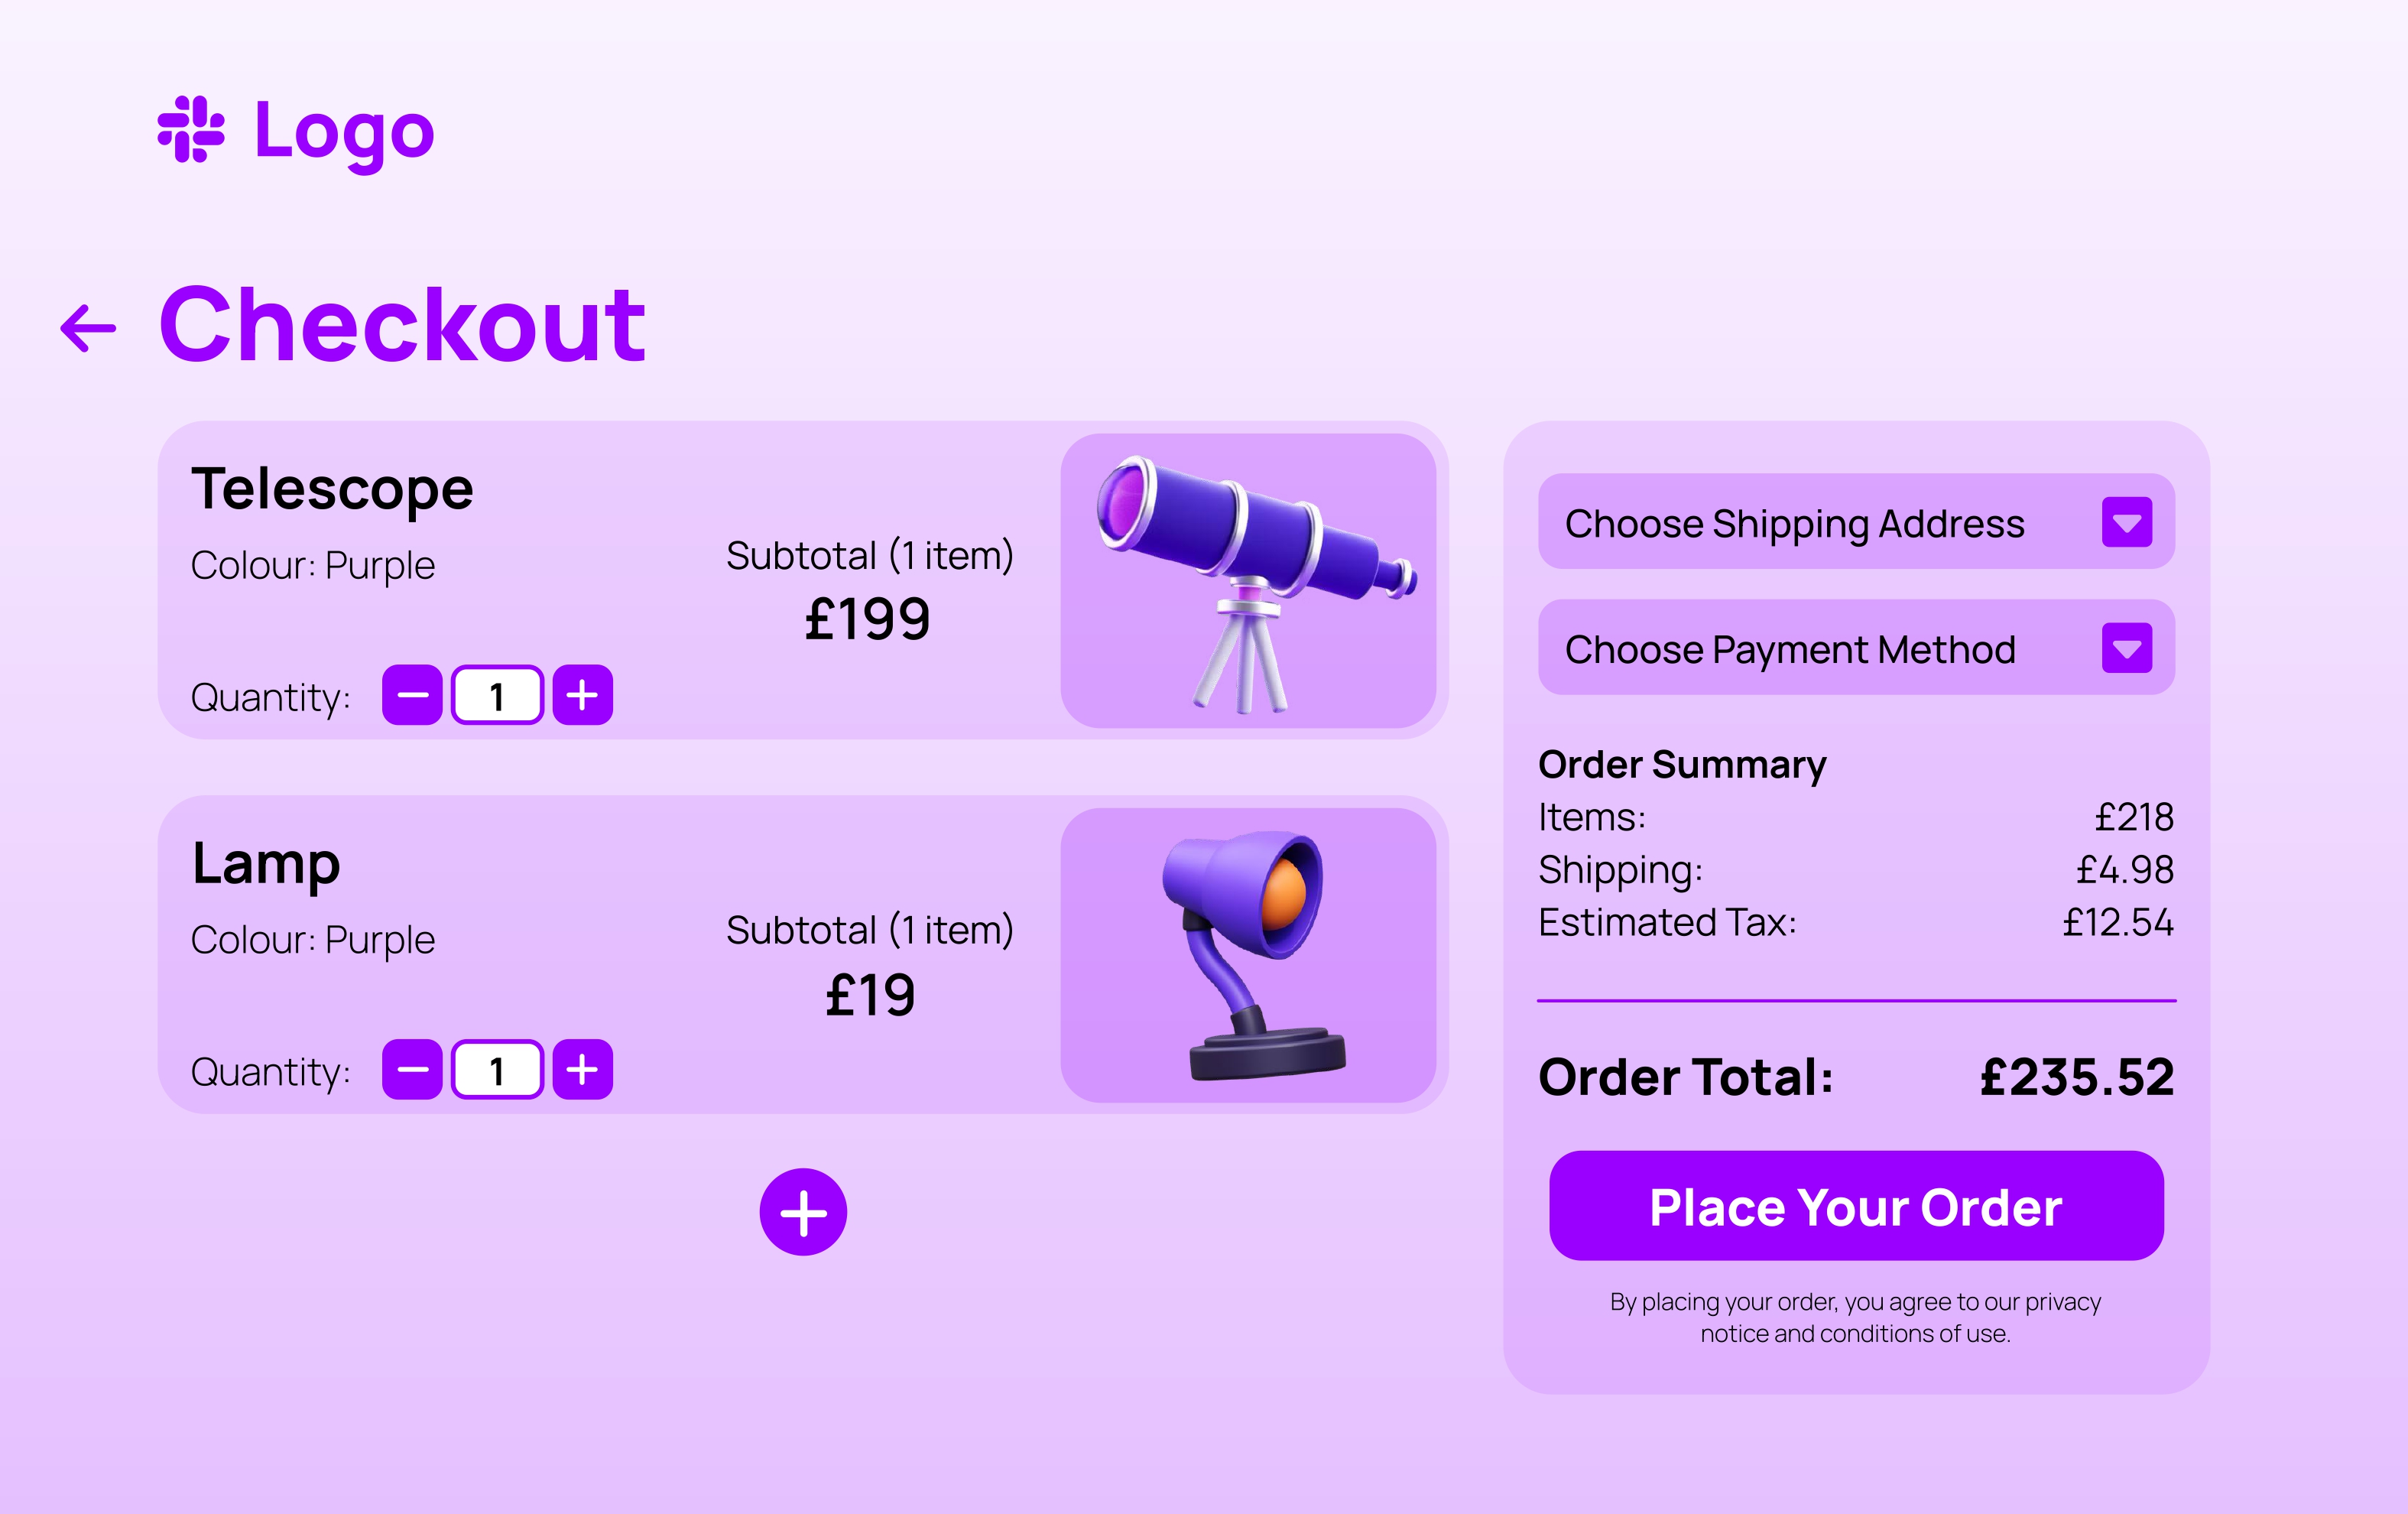 Logo
Checkout
Telescope
Colour: Purple
Subtotal (1 item)
£199
Quantity: 1
Lamp
Colour: Purple
Subtotal (1 item)
£19
Quantity: 1
Choose Shipping Address
Choose Payment Method
Order Summary
Items: £218
Shipping: £4.98
Estimated Tax: £12.54
Order Total: £235.52
Place Your Order
By placing your order, you agree to our privacy
notice and conditions of use.